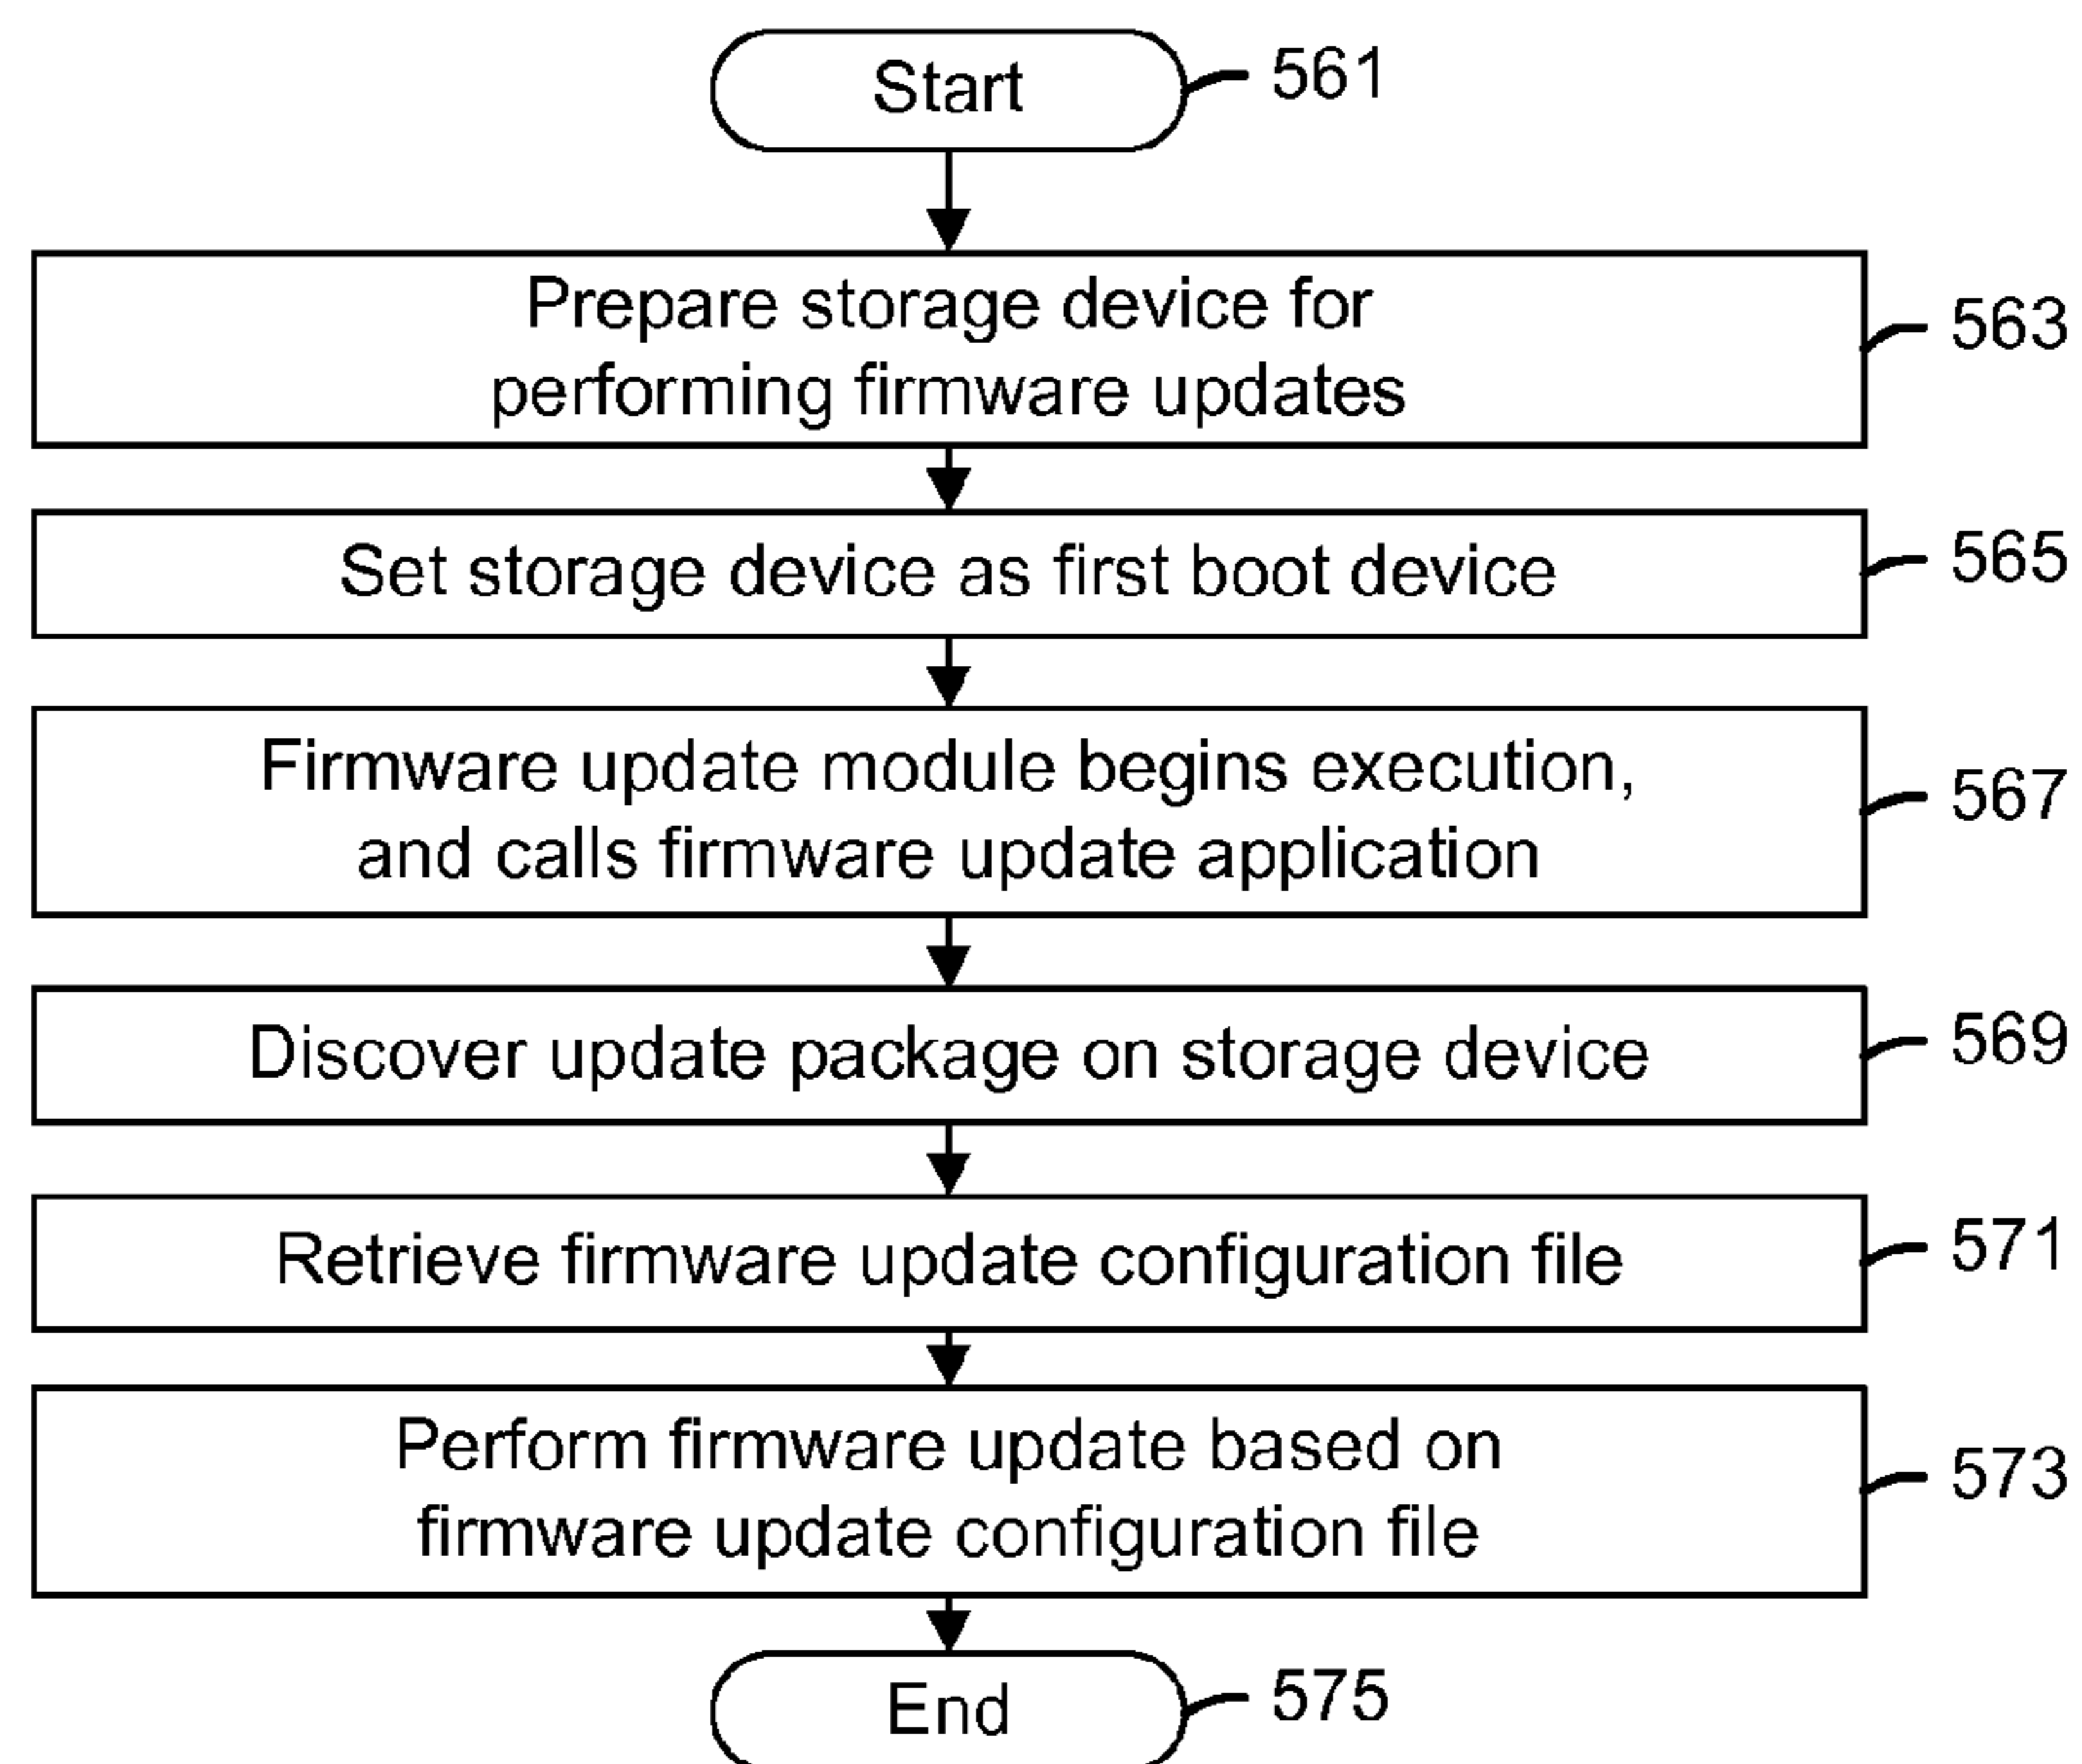 Start
561
Prepare storage device for
performing firmware updates
563
Set storage device as first boot device
565
Firmware update module begins execution,
and calls firmware update application
567
Discover update package on storage device
569
Retrieve firmware update configuration file
571
Perform firmware update based on
firmware update configuration file
573
End
575